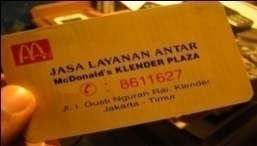 JASA LAYANAN ANTAR
McDonald's KLENDER PLAZA
: 8611627
Jl. I. Gusti Ngurah Rai, Klender
Jakarta - Timur